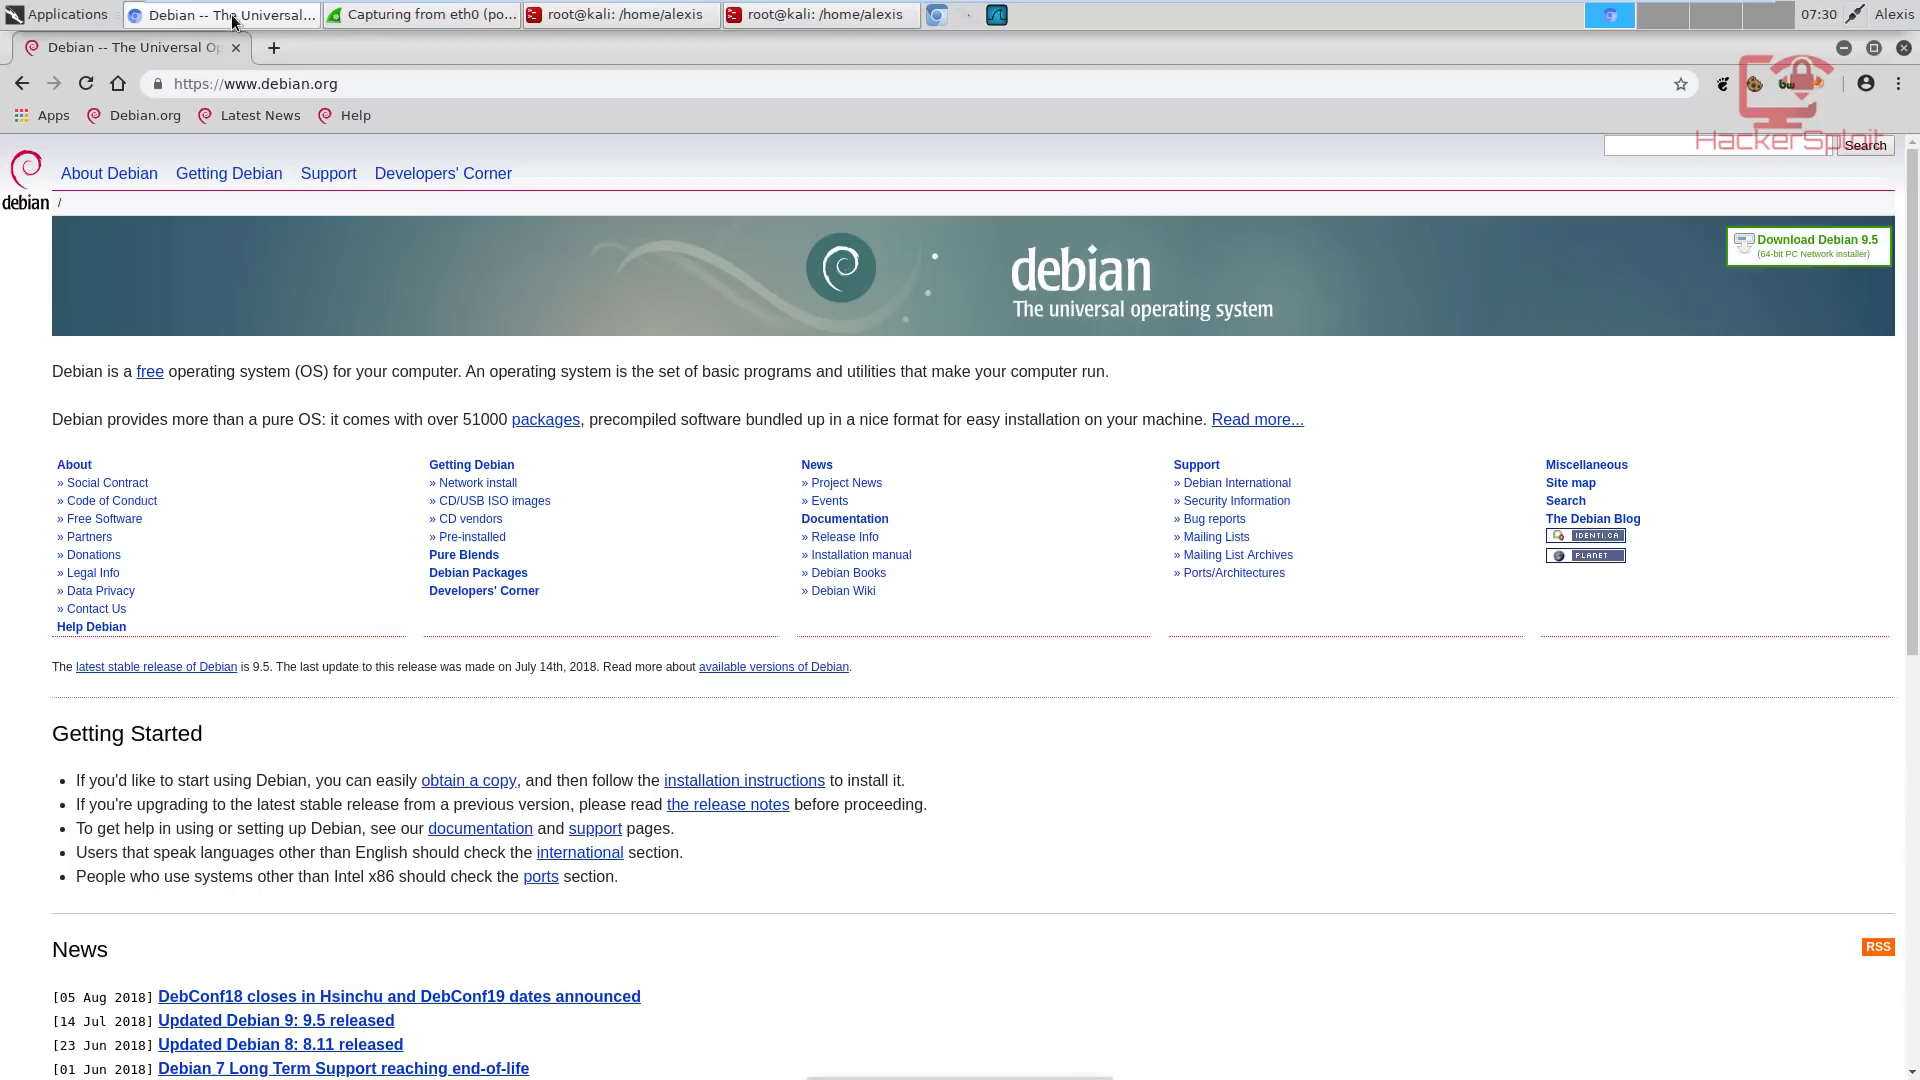 Applications
Debian -- The Universal...
Capturing from eth0 (po...
root@kali: /home/alexis
root@kali: /home/alexis
07:30
Alexis
Debian -- The Universal Op
https://www.debian.org
Apps
Debian.org
Latest News
Help
HackerSploit
Search
About Debian
Getting Debian
Support
Developers' Corner
debian
/
debian
The universal operating system
Download Debian 9.5
(64-bit PC Network installer)
Debian is a free operating system (OS) for your computer. An operating system is the set of basic programs and utilities that make your computer run.
Debian provides more than a pure OS: it comes with over 51000 packages, precompiled software bundled up in a nice format for easy installation on your machine. Read more...
About
» Social Contract
» Code of Conduct
» Free Software
» Partners
» Donations
» Legal Info
» Data Privacy
» Contact Us
Help Debian
Getting Debian
» Network install
» CD/USB ISO images
» CD vendors
» Pre-installed
Pure Blends
Debian Packages
Developers' Corner
News
» Project News
» Events
Documentation
» Release Info
» Installation manual
» Debian Books
» Debian Wiki
Support
» Debian International
» Security Information
» Bug reports
» Mailing Lists
» Mailing List Archives
» Ports/Architectures
Miscellaneous
Site map
Search
The Debian Blog
IDENTI.CA
PLANET
The latest stable release of Debian is 9.5. The last update to this release was made on July 14th, 2018. Read more about available versions of Debian.
Getting Started
• If you'd like to start using Debian, you can easily obtain a copy, and then follow the installation instructions to install it.
• If you're upgrading to the latest stable release from a previous version, please read the release notes before proceeding.
• To get help in using or setting up Debian, see our documentation and support pages.
• Users that speak languages other than English should check the international section.
• People who use systems other than Intel x86 should check the ports section.
News
RSS
[05 Aug 2018] DebConf18 closes in Hsinchu and DebConf19 dates announced
[14 Jul 2018] Updated Debian 9: 9.5 released
[23 Jun 2018] Updated Debian 8: 8.11 released
[01 Jun 2018] Debian 7 Long Term Support reaching end-of-life